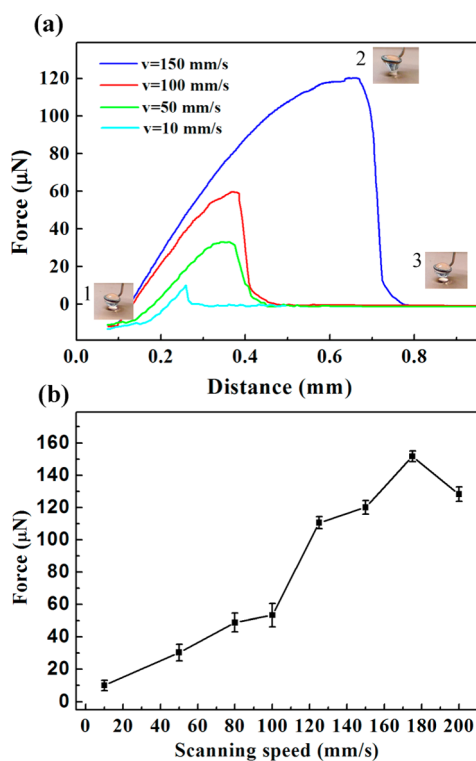 (a)
v=150 mm/s
v=100 mm/s
v=50 mm/s
v=10 mm/s
1
2
3
Force (μN)
120
100
80
60
40
20
0
-20
0.0 0.2 0.4 0.6 0.8
Distance (mm)
(b)
Force (μN)
160
140
120
100
80
60
40
20
0
0 20 40 60 80 100 120 140 160 180 200
Scanning speed (mm/s)